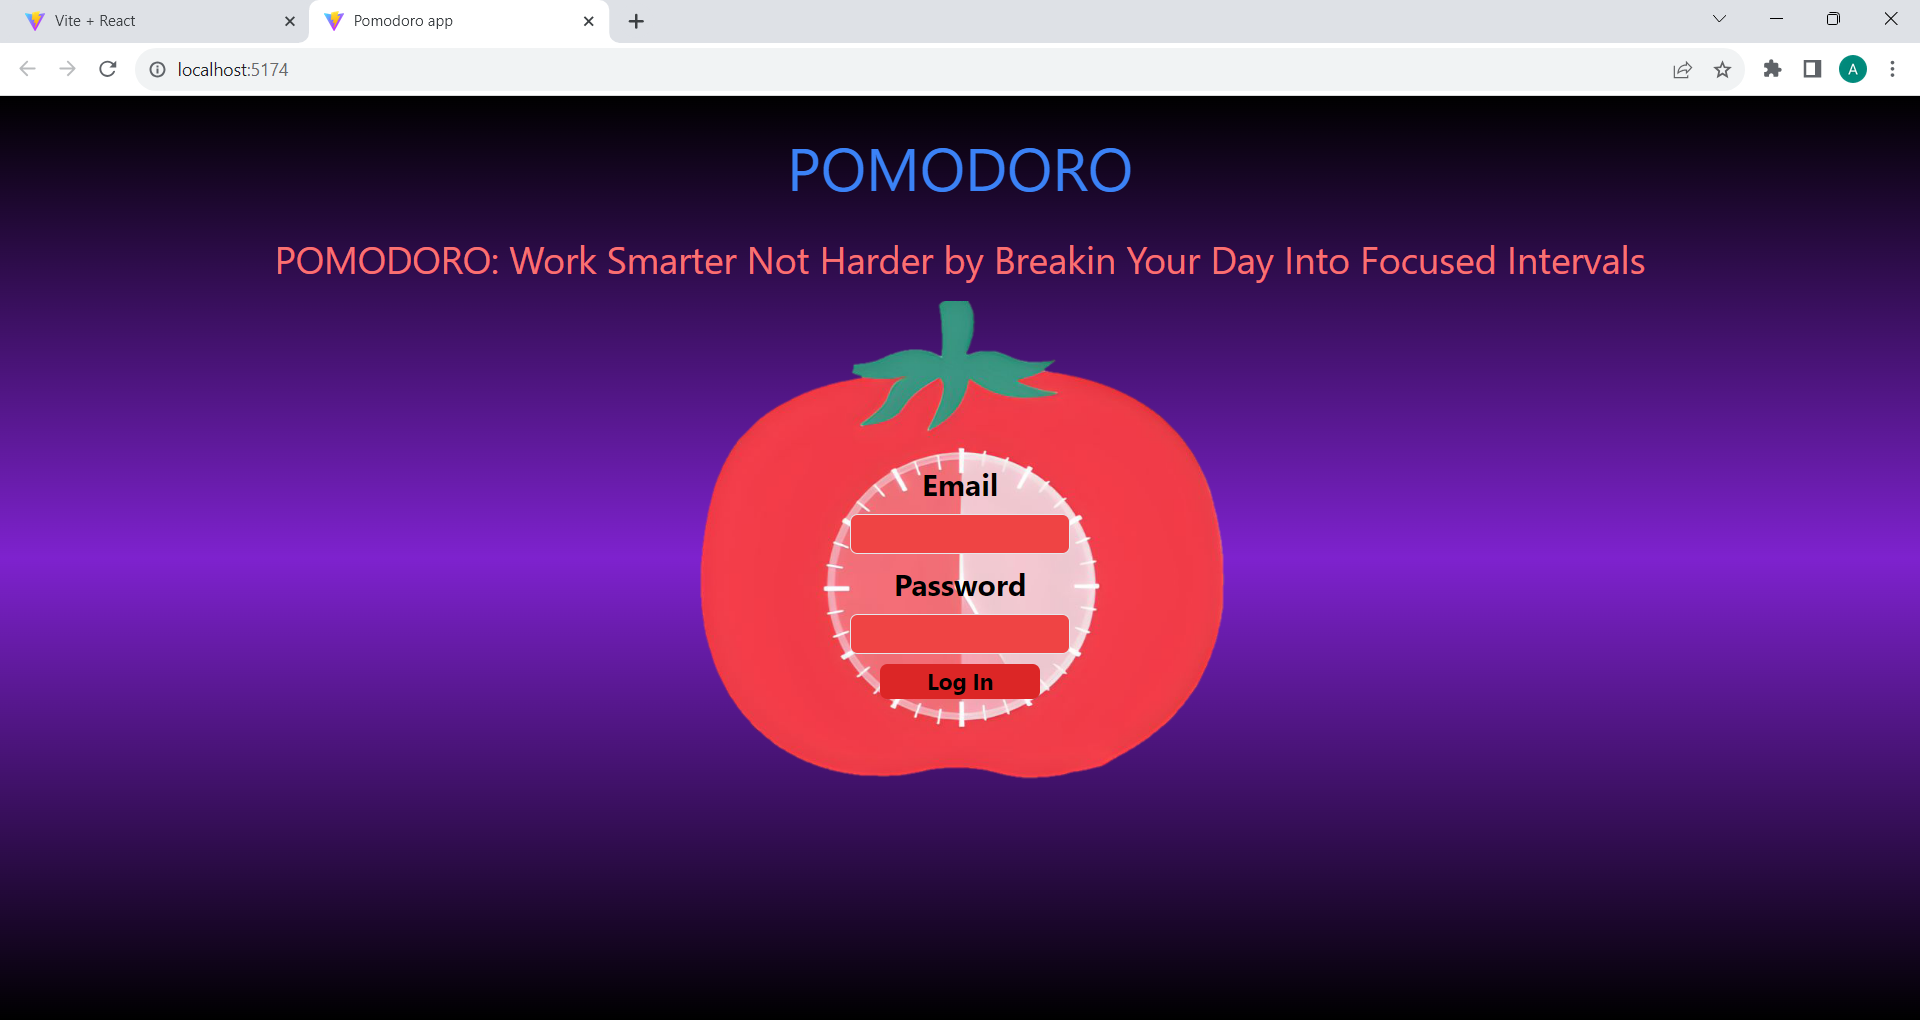 Vite + React
Pomodoro app
localhost:5174
A
POMODORO
POMODORO: Work Smarter Not Harder by Breakin Your Day Into Focused Intervals
Email
Password
Log In